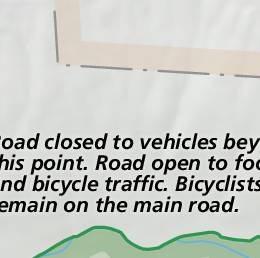 oad closed to vehicles bey
his point. Road open to foo
nd bicycle traffic. Bicyclists
emain on the main road.